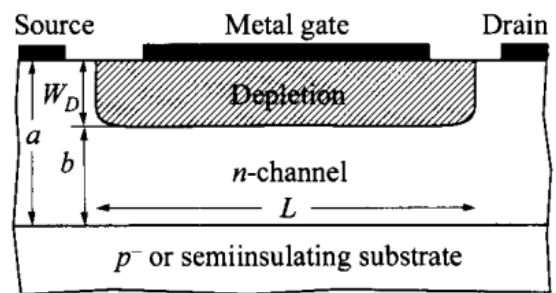 Source Metal gate Drain
W_D
Depletion
a
b
n-channel
L
p⁻ or semiinsulating substrate